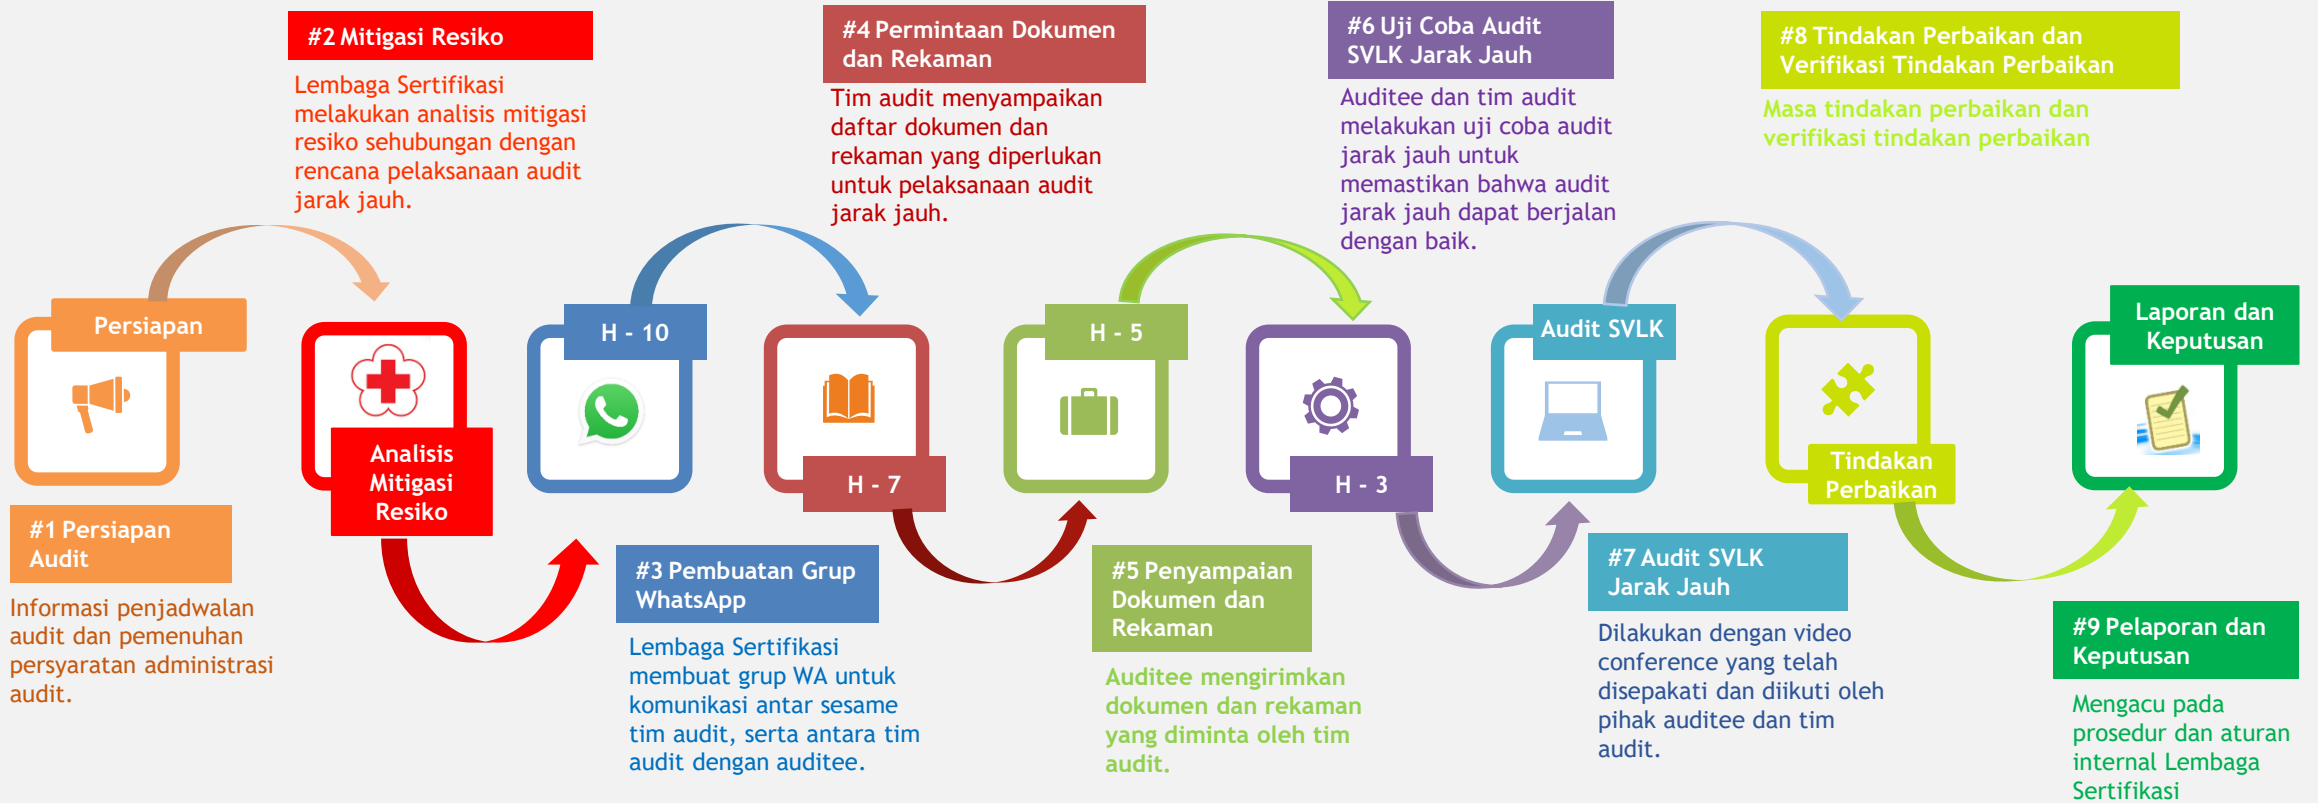 #2 Mitigasi Resiko
Lembaga Sertifikasi
melakukan analisis mitigasi
resiko sehubungan dengan
rencana pelaksanaan audit
jarak jauh.
#4 Permintaan Dokumen
dan Rekaman
Tim audit menyampaikan
daftar dokumen dan
rekaman yang diperlukan
untuk pelaksanaan audit
jarak jauh.
#6 Uji Coba Audit
SVLK Jarak Jauh
Auditee dan tim audit
melakukan uji coba audit
jarak jauh untuk
memastikan bahwa audit
jarak jauh dapat berjalan
dengan baik.
#8 Tindakan Perbaikan dan
Verifikasi Tindakan Perbaikan
Masa tindakan perbaikan dan
verifikasi tindakan perbaikan
Persiapan
Analisis
Mitigasi
Resiko
H - 10
H - 7
H - 5
H - 3
Audit SVLK
Tindakan
Perbaikan
Laporan dan
Keputusan
#1 Persiapan
Audit
Informasi penjadwalan
audit dan pemenuhan
persyaratan administrasi
audit.
#3 Pembuatan Grup
WhatsApp
Lembaga Sertifikasi
membuat grup WA untuk
komunikasi antar sesame
tim audit, serta antara tim
audit dengan auditee.
#5 Penyampaian
Dokumen dan
Rekaman
Auditee mengirimkan
dokumen dan rekaman
yang diminta oleh tim
audit.
#7 Audit SVLK
Jarak Jauh
Dilakukan dengan video
conference yang telah
disepakati dan diikuti oleh
pihak auditee dan tim
audit.
#9 Pelaporan dan
Keputusan
Mengacu pada
prosedur dan aturan
internal Lembaga
Sertifikasi